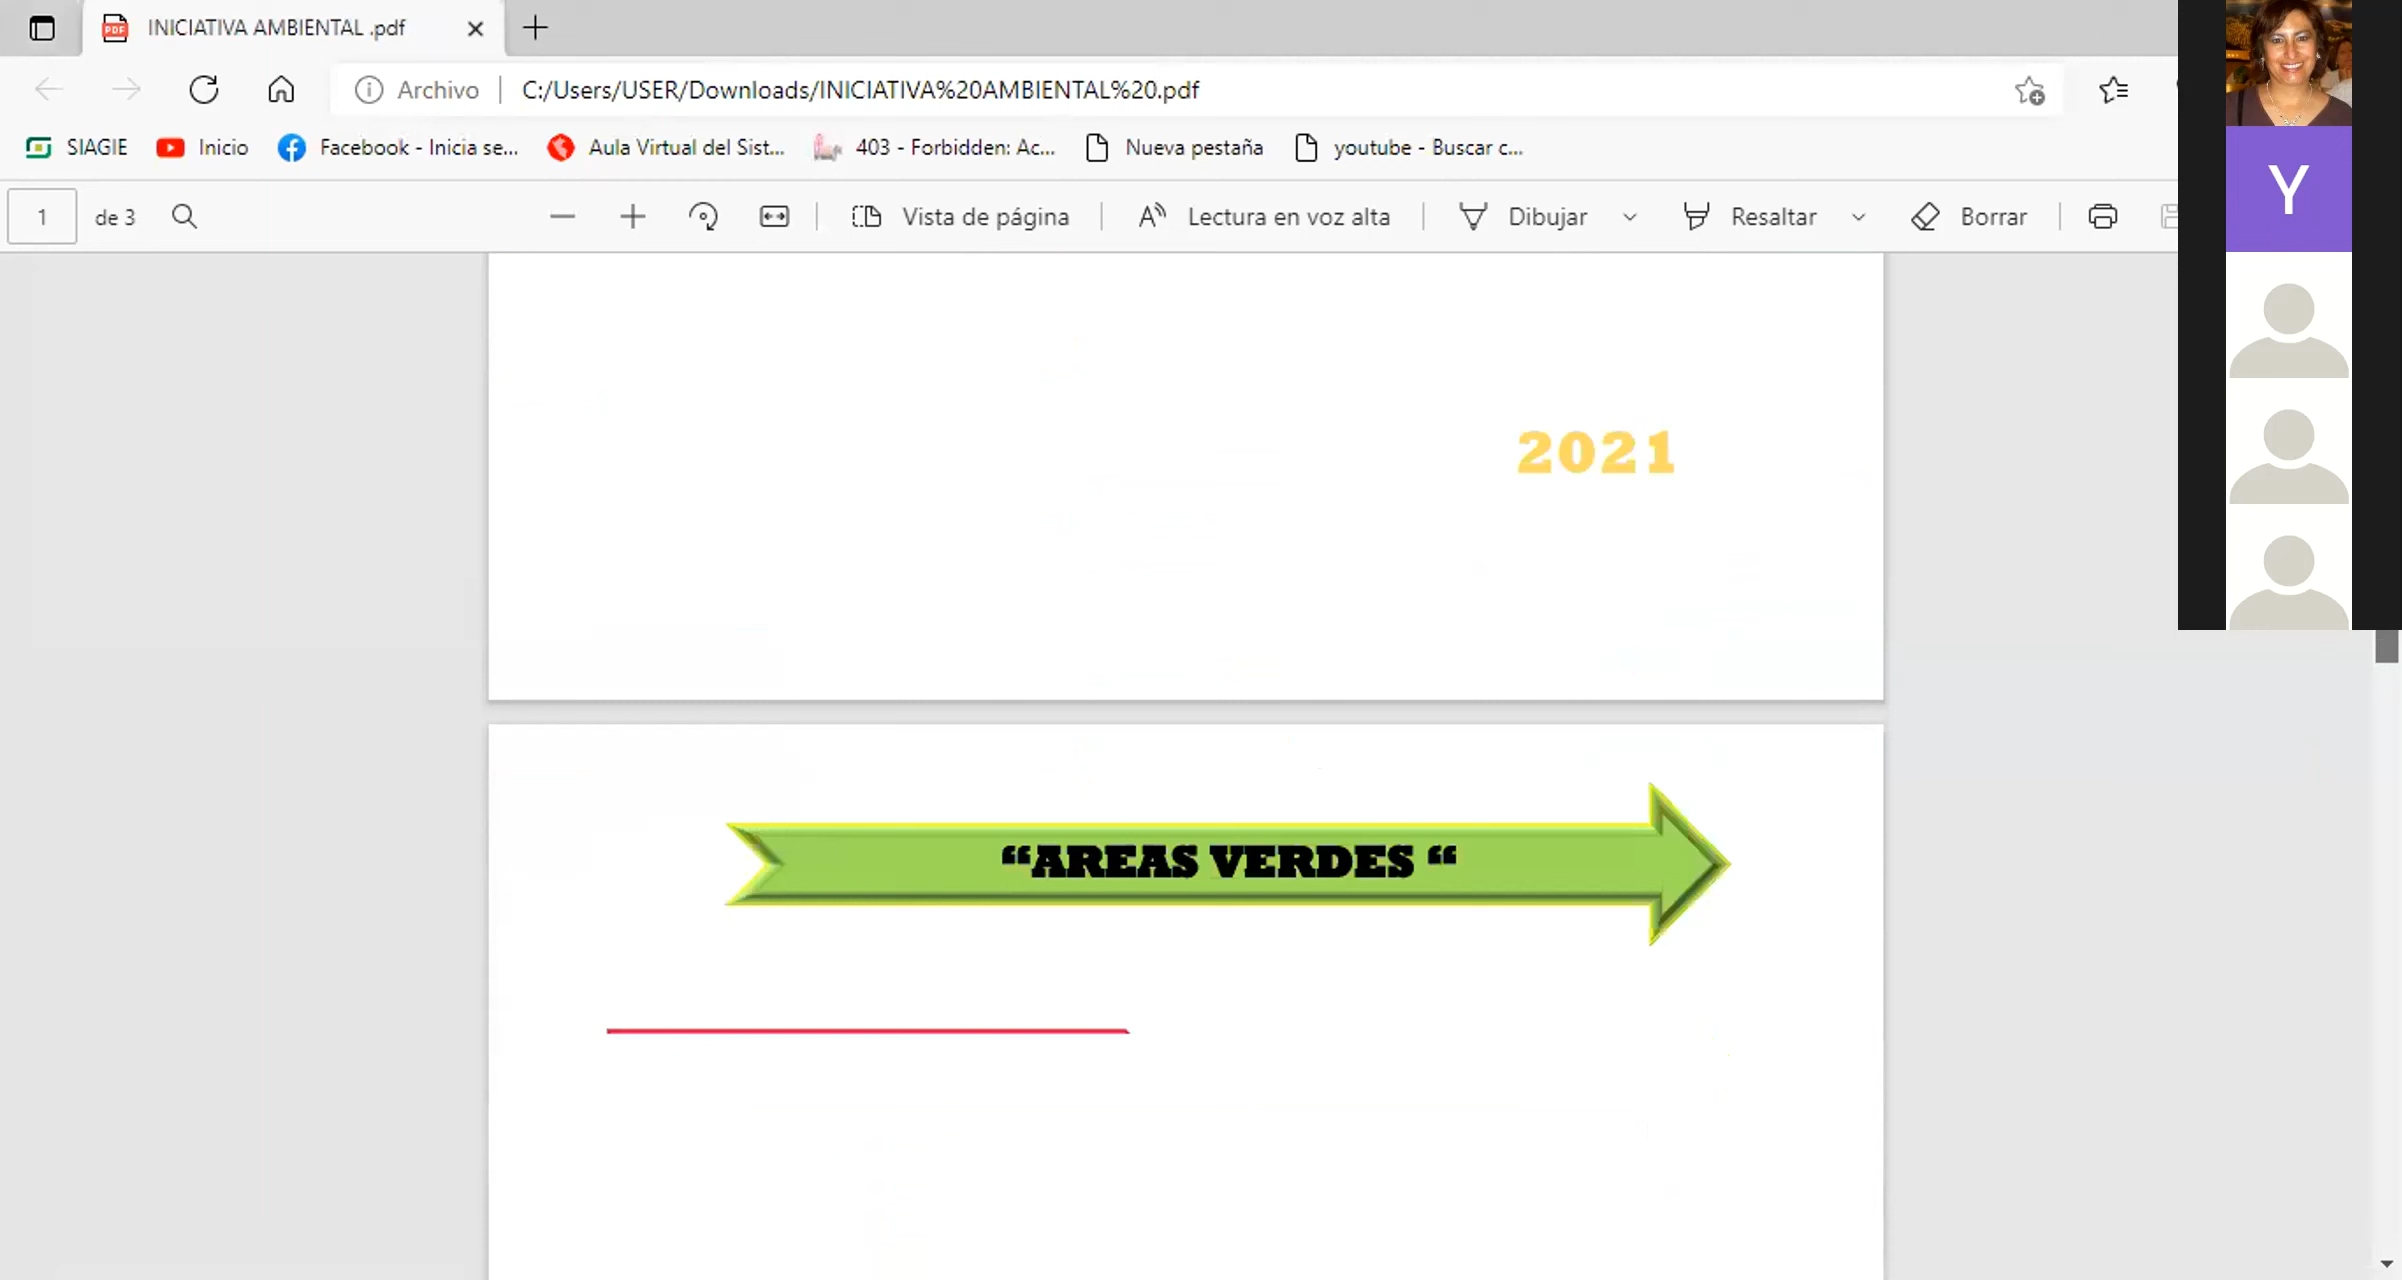 INICIATIVA AMBIENTAL .pdf
Archivo
C:/Users/USER/Downloads/INICIATIVA%20AMBIENTAL%20.pdf
SIAGIE
Inicio
Facebook - Inicia se...
Aula Virtual del Sist...
403 - Forbidden: Ac...
Nueva pestaña
youtube - Buscar c...
1 de 3
Vista de página
Lectura en voz alta
Dibujar
Resaltar
Borrar
Y
2021
“AREAS VERDES “